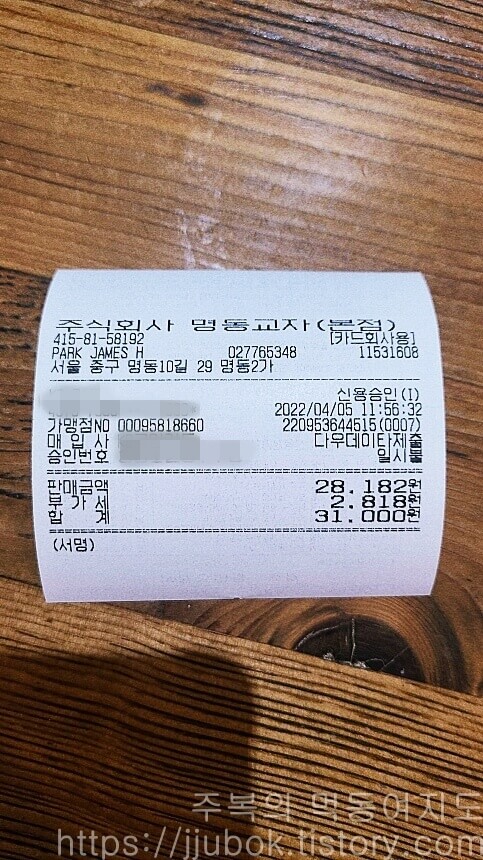 주식회사 명동교자(본점)
415-81-58192 [카드회사용]
PARK JAMES H 027765348 11531608
서울 중구 명동10길 29 명동2가
신용승인(I)
2022/04/05 11:56:32
가맹점NO 00095818660 220953644515(0007)
매 입 사 다우데이타제출
승인번호 일시불
판매금액 28.182원
부 가 세 2.818원
합 계 31.000원
(서명)
주복의 먹동여지도
https://jjubok.tistory.com